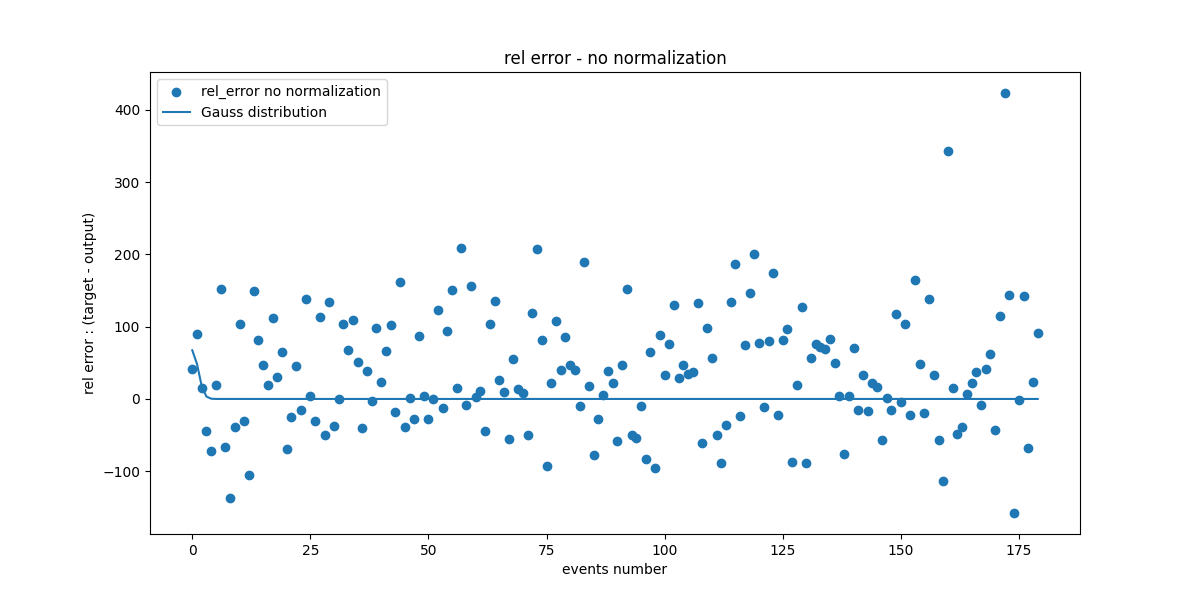 rel error - no normalization
rel_error no normalization
Gauss distribution
400
300
200
100
0
−100
rel error : (target - output)
0 25 50 75 100 125 150 175
events number